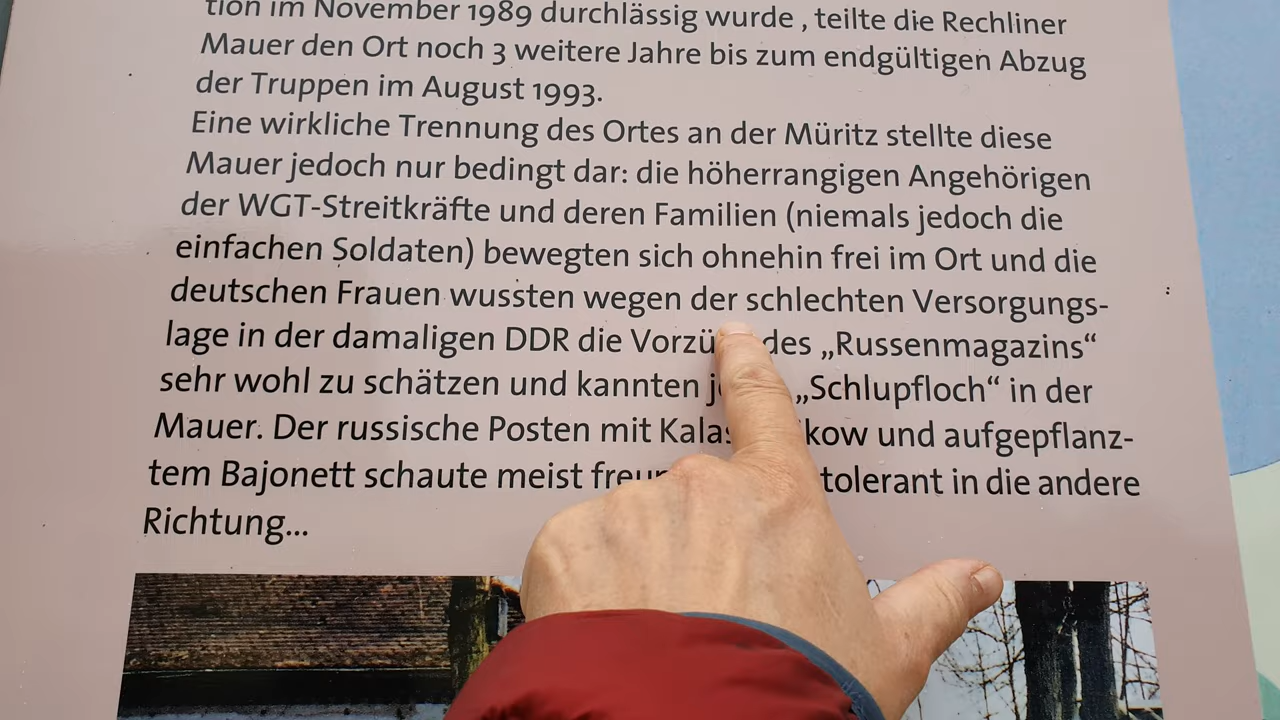 tion im November 1989 durchlässig wurde , teilte die Rechliner
Mauer den Ort noch 3 weitere Jahre bis zum endgültigen Abzug
der Truppen im August 1993.
Eine wirkliche Trennung des Ortes an der Müritz stellte diese
Mauer jedoch nur bedingt dar: die höherrangigen Angehörigen
der WGT-Streitkräfte und deren Familien (niemals jedoch die
einfachen Soldaten) bewegten sich ohnehin frei im Ort und die
deutschen Frauen wussten wegen der schlechten Versorgungs-
lage in der damaligen DDR die des „Russenmagazins“
sehr wohl zu schätzen und kannten „Schlupfloch“ in der
Mauer. Der russische Posten mit und aufgepflanz-
tem Bajonett schaute meist tolerant in die andere
Richtung...